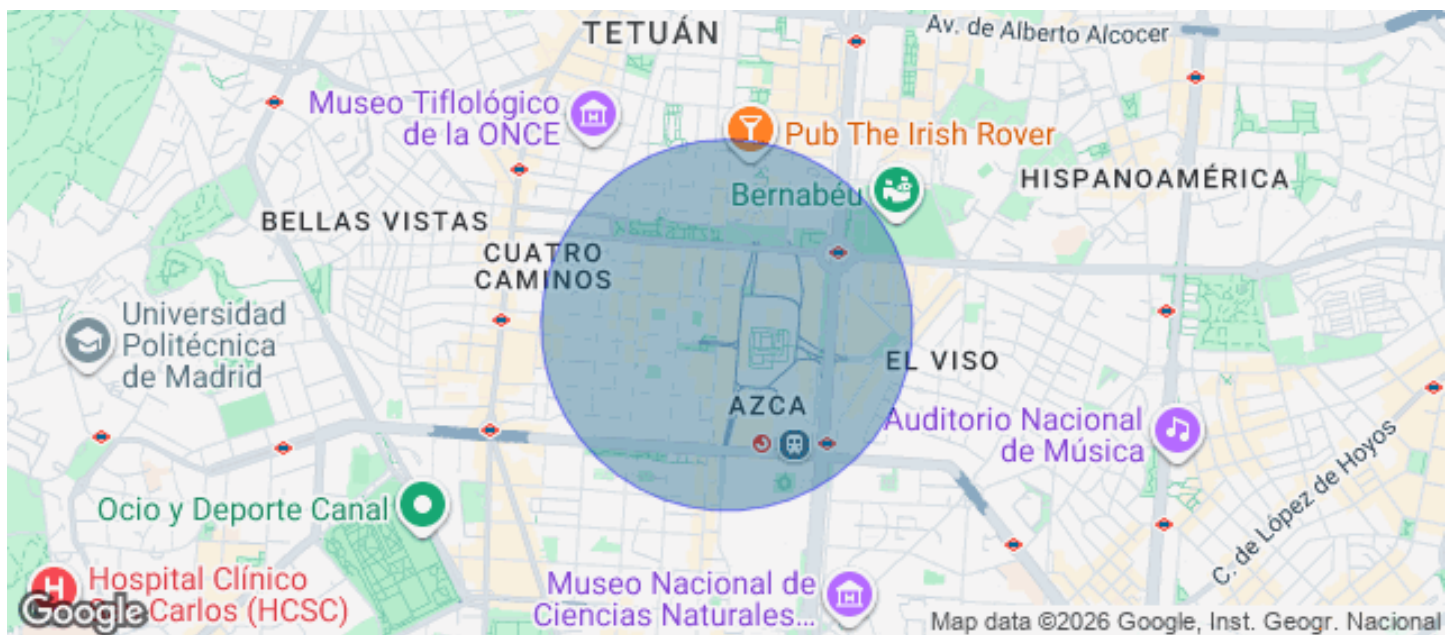 TETUÁN
Av. de Alberto Alcocer
Museo Tiflológico
de la ONCE
Pub The Irish Rover
Bernabéu
HISPANOAMÉRICA
BELLAS VISTAS
CUATRO
CAMINOS
Universidad
Politécnica
de Madrid
EL VISO
AZCA
Auditorio Nacional
de Música
C. de López de Hoyos
Ocio y Deporte Canal
Hospital Clínico
Carlos (HCSC)
Museo Nacional de
Ciencias Naturales...
Google
Map data ©2026 Google, Inst. Geogr. Nacional